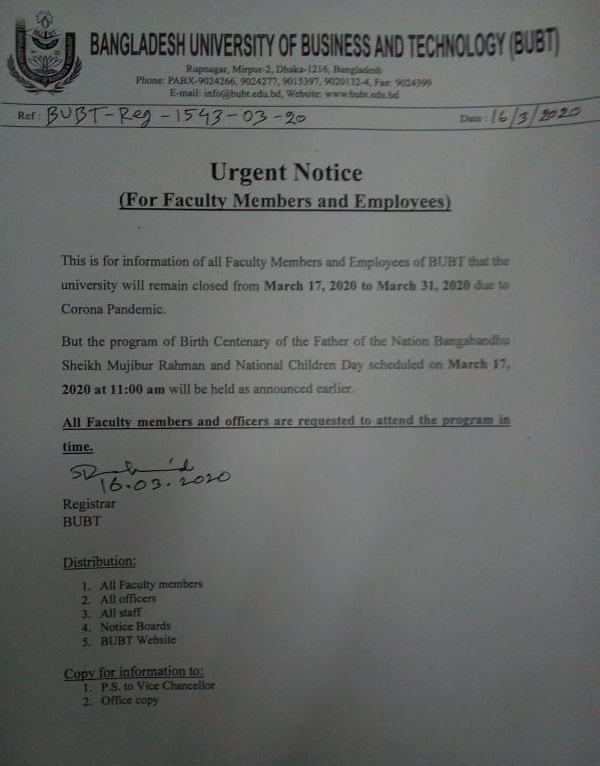 BANGLADESH UNIVERSITY OF BUSINESS AND TECHNOLOGY (BUBT)
Rupnagar, Mirpur-2, Dhaka-1216, Bangladesh
Phone: PABX-9024266, 9024277, 9015397, 9020132-4, Fax: 9024399
E-mail: info@bubt.edu.bd, Website: www.bubt.edu.bd
Ref: BUBT-Reg-1543-03-20 Date: 16/3/2020
Urgent Notice
(For Faculty Members and Employees)
This is for information of all Faculty Members and Employees of BUBT that the
university will remain closed from March 17, 2020 to March 31, 2020 due to
Corona Pandemic.
But the program of Birth Centenary of the Father of the Nation Bangabandhu
Sheikh Mujibur Rahman and National Children Day scheduled on March 17,
2020 at 11:00 am will be held as announced earlier.
All Faculty members and officers are requested to attend the program in
time.
16.03.2020
Registrar
BUBT
Distribution:
1. All Faculty members
2. All officers
3. All staff
4. Notice Boards
5. BUBT Website
Copy for information to:
1. P.S. to Vice Chancellor
2. Office copy